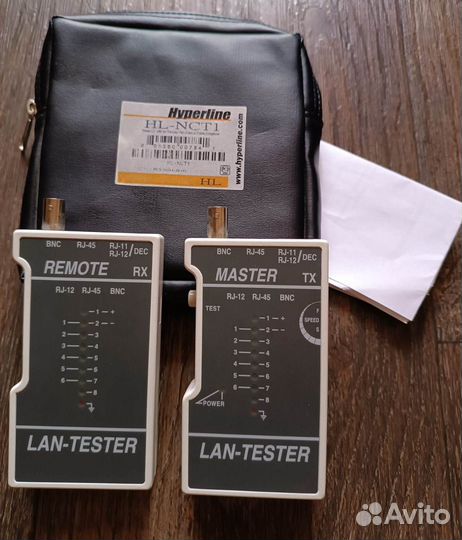 Hyperline
HL-NCT1
www.hyperline.com
HL-NCT1
HL
BNC RJ-45 RJ-11/DEC
RJ-12
REMOTE RX
RJ-12 RJ-45 BNC
1 +
1 2 -
2 3
3 4
4 5
5 6
6 7
8
LAN-TESTER
BNC RJ-45 RJ-11/DEC
RJ-12
MASTER TX
RJ-12 RJ-45 BNC
TEST
1 +
1 2 -
2 3
3 4
4 5
5 6
6 7
8
F
SPEED
S
POWER
LAN-TESTER
Avito